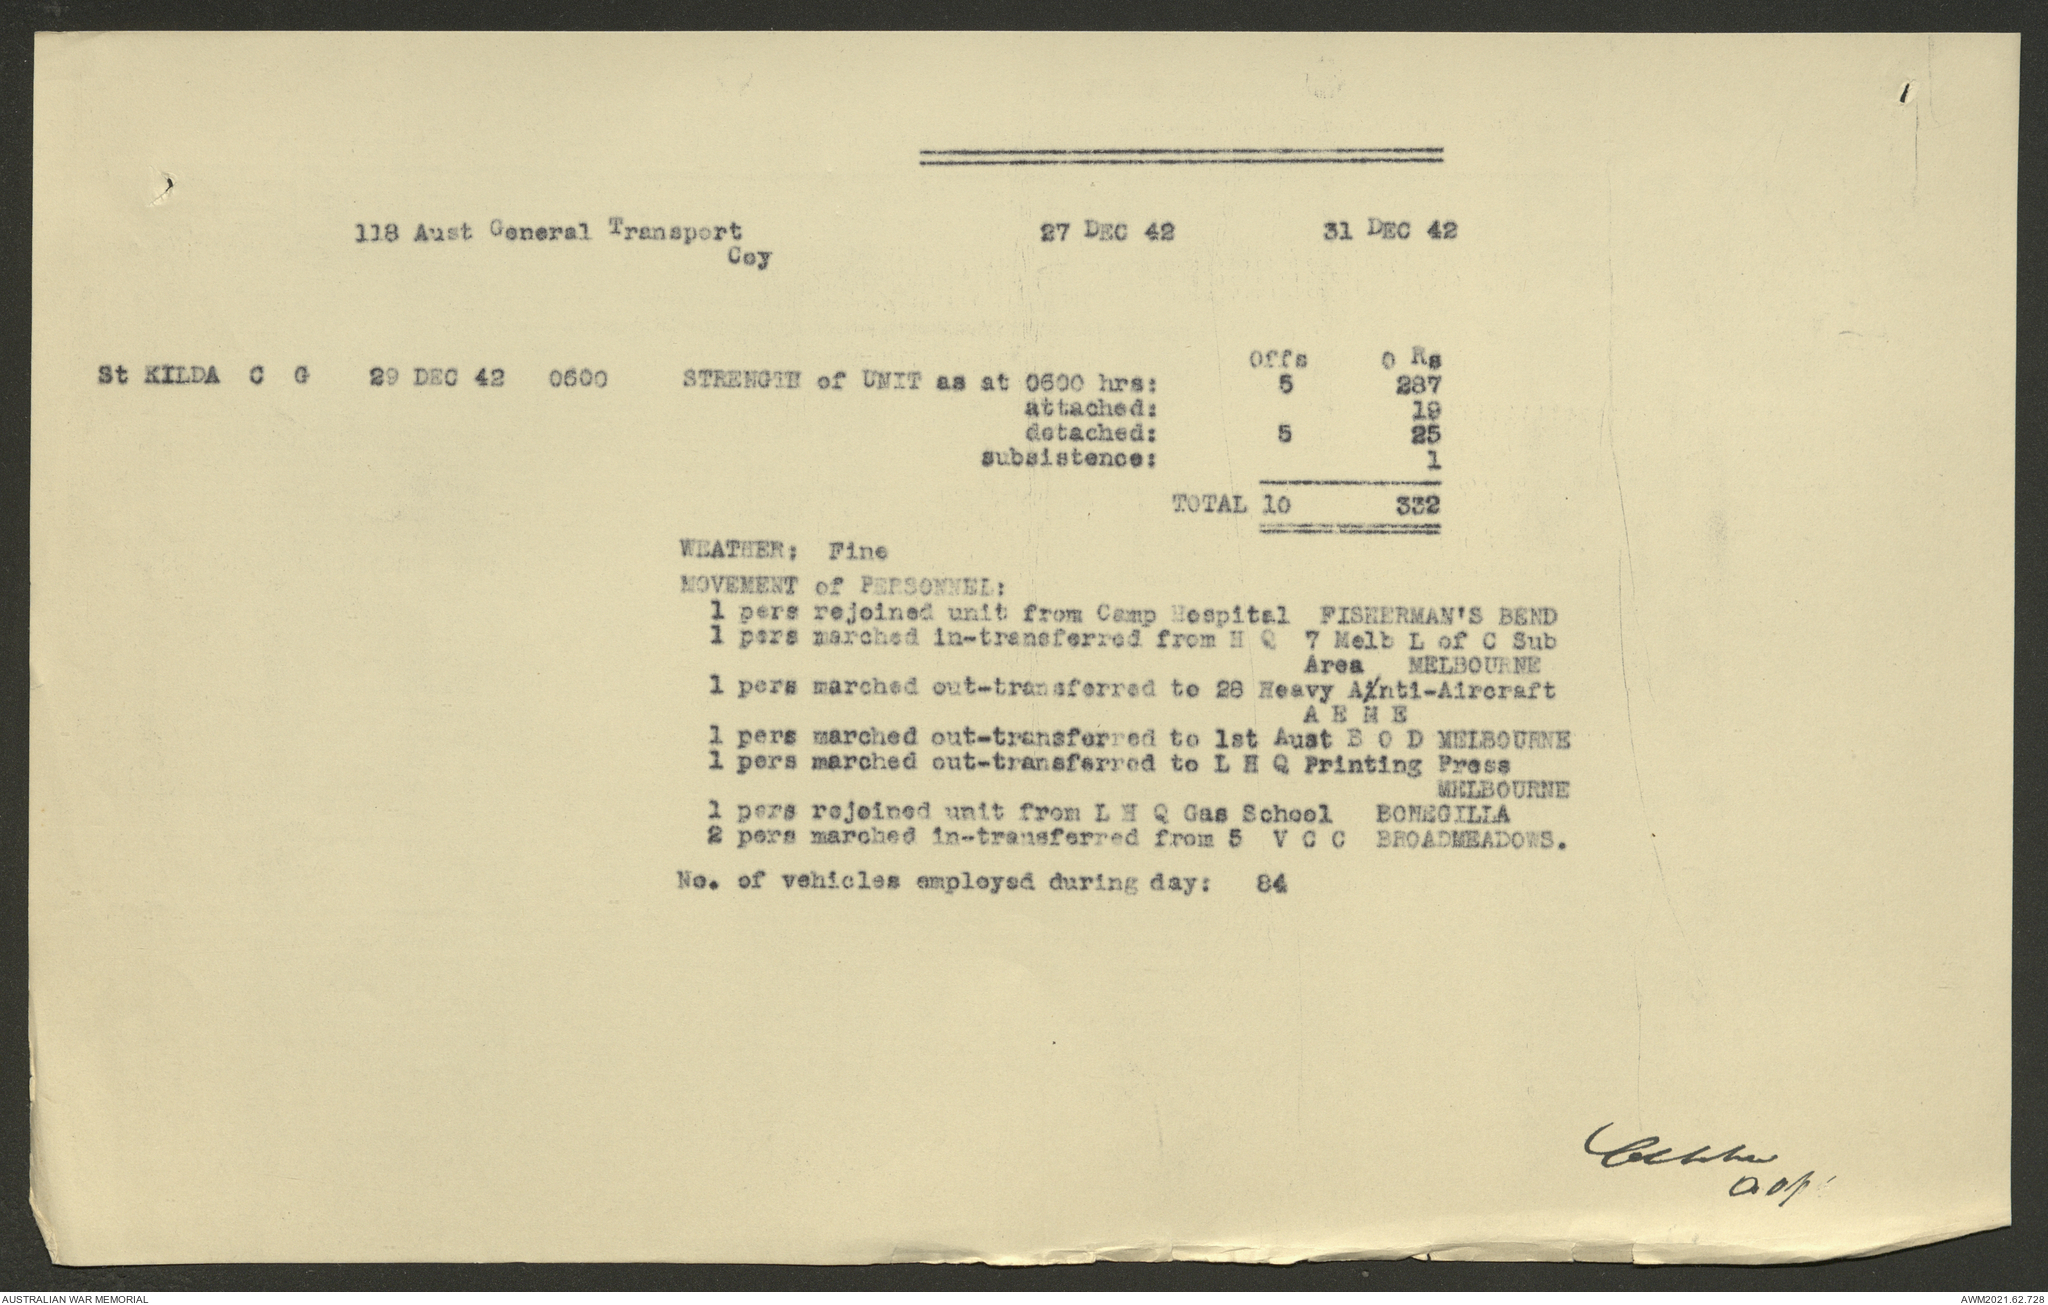 118 Aust General Transport 27 DEC 42 31 DEC 42
Coy
Offs O Rs
St KILDA C G 29 DEC 42 0600 STRENGTH of UNIT as at 0600 hrs: 5 287
attached: 19
detached: 5 25
subsistence: 1
TOTAL 10 332
WEATHER: Fine
MOVEMENT of PERSONNEL:
1 pers rejoined unit from Camp Hospital FISHERMAN'S BEND
1 pers marched in-transferred from H Q 7 Melb L of C Sub
Area MELBOURNE
1 pers marched out-transferred to 28 Heavy Anti-Aircraft
A E M E
1 pers marched out-transferred to 1st Aust B O D MELBOURNE
1 pers marched out-transferred to L H Q Printing Press
MELBOURNE
1 pers rejoined unit from L H Q Gas School BONEGILLA
2 pers marched in-transferred from 5 V C C BROADMEADOWS.
No. of vehicles employed during day: 84
AUSTRALIAN WAR MEMORIAL AWM2021.62.728